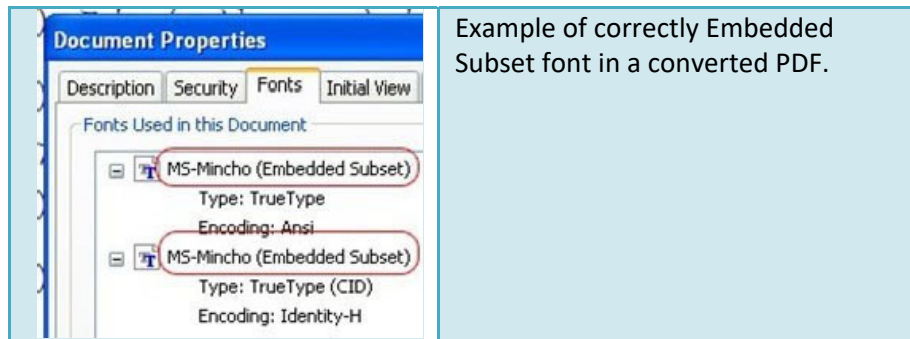 Document Properties
Description Security Fonts Initial View
Fonts Used in this Document
MS-Mincho (Embedded Subset)
Type: TrueType
Encoding: Ansi
MS-Mincho (Embedded Subset)
Type: TrueType (CID)
Encoding: Identity-H
Example of correctly Embedded
Subset font in a converted PDF.